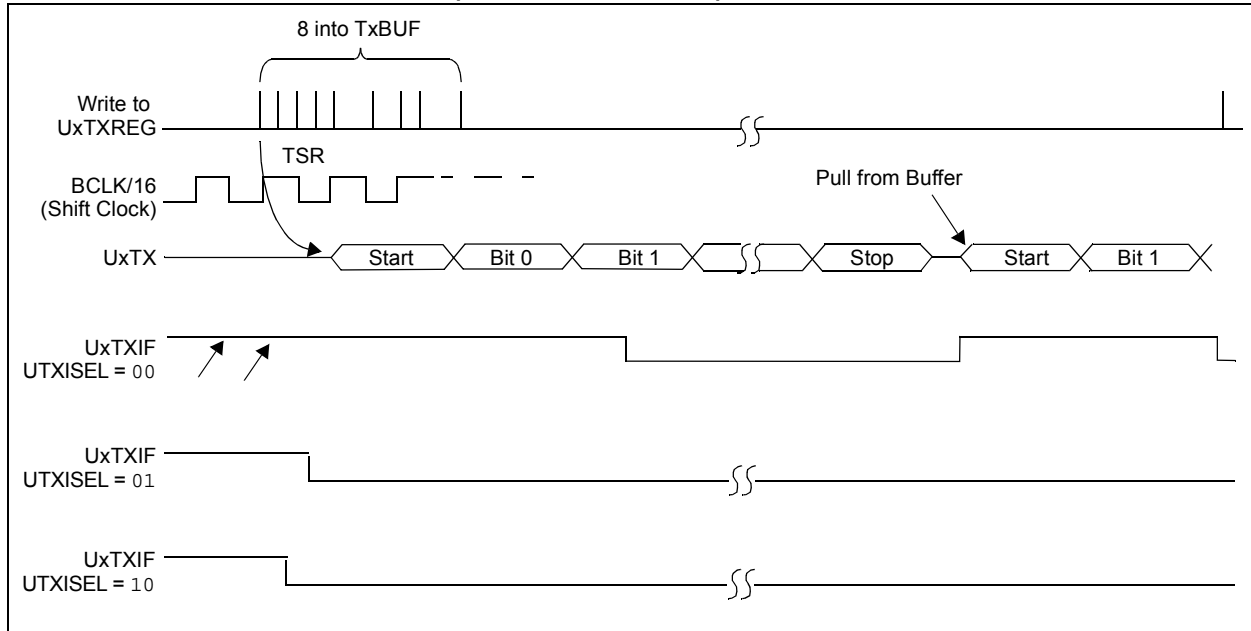 8 into TxBUF
Write to
UxTXREG
TSR
BCLK/16
(Shift Clock)
Pull from Buffer
UxTX
Start
Bit 0
Bit 1
Stop
Start
Bit 1
UxTXIF
UTXISEL = 00
UxTXIF
UTXISEL = 01
UxTXIF
UTXISEL = 10